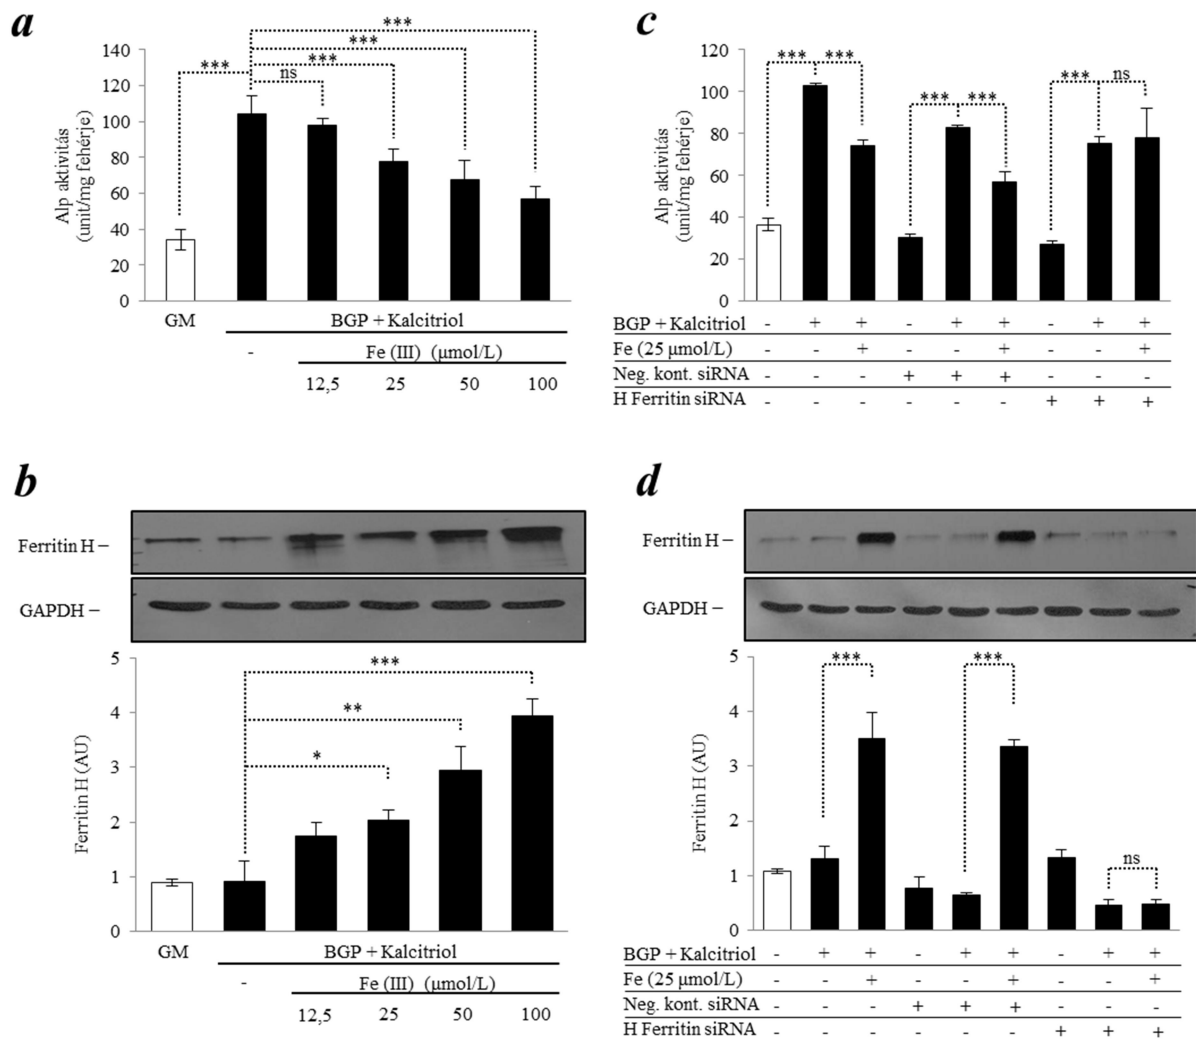 a
Alp aktivitás
(unit/mg fehérje)
140
120
100
80
60
40
20
0
***
ns
***
***
***
GM
BGP + Kalcitriol
-
Fe (III) (μmol/L)
12,5 25 50 100
c
Alp aktivitás
(unit/mg fehérje)
120
100
80
60
40
20
0
*** ***
*** ***
*** ns
BGP + Kalcitriol - + + - + + - + +
Fe (25 μmol/L) - - + - - + - - +
Neg. kont. siRNA - - - + + + - - -
H Ferritin siRNA - - - - - - + + +
b
Ferritin H –
GAPDH –
Ferritin H (AU)
5
4
3
2
1
0
***
**
*
GM
BGP + Kalcitriol
-
Fe (III) (μmol/L)
12,5 25 50 100
d
Ferritin H –
GAPDH –
Ferritin H (AU)
5
4
3
2
1
0
*** ***
ns
BGP + Kalcitriol - + + - + + - + +
Fe (25 μmol/L) - - + - - + - - +
Neg. kont. siRNA - - - + + + - - -
H Ferritin siRNA - - - - - - + + +